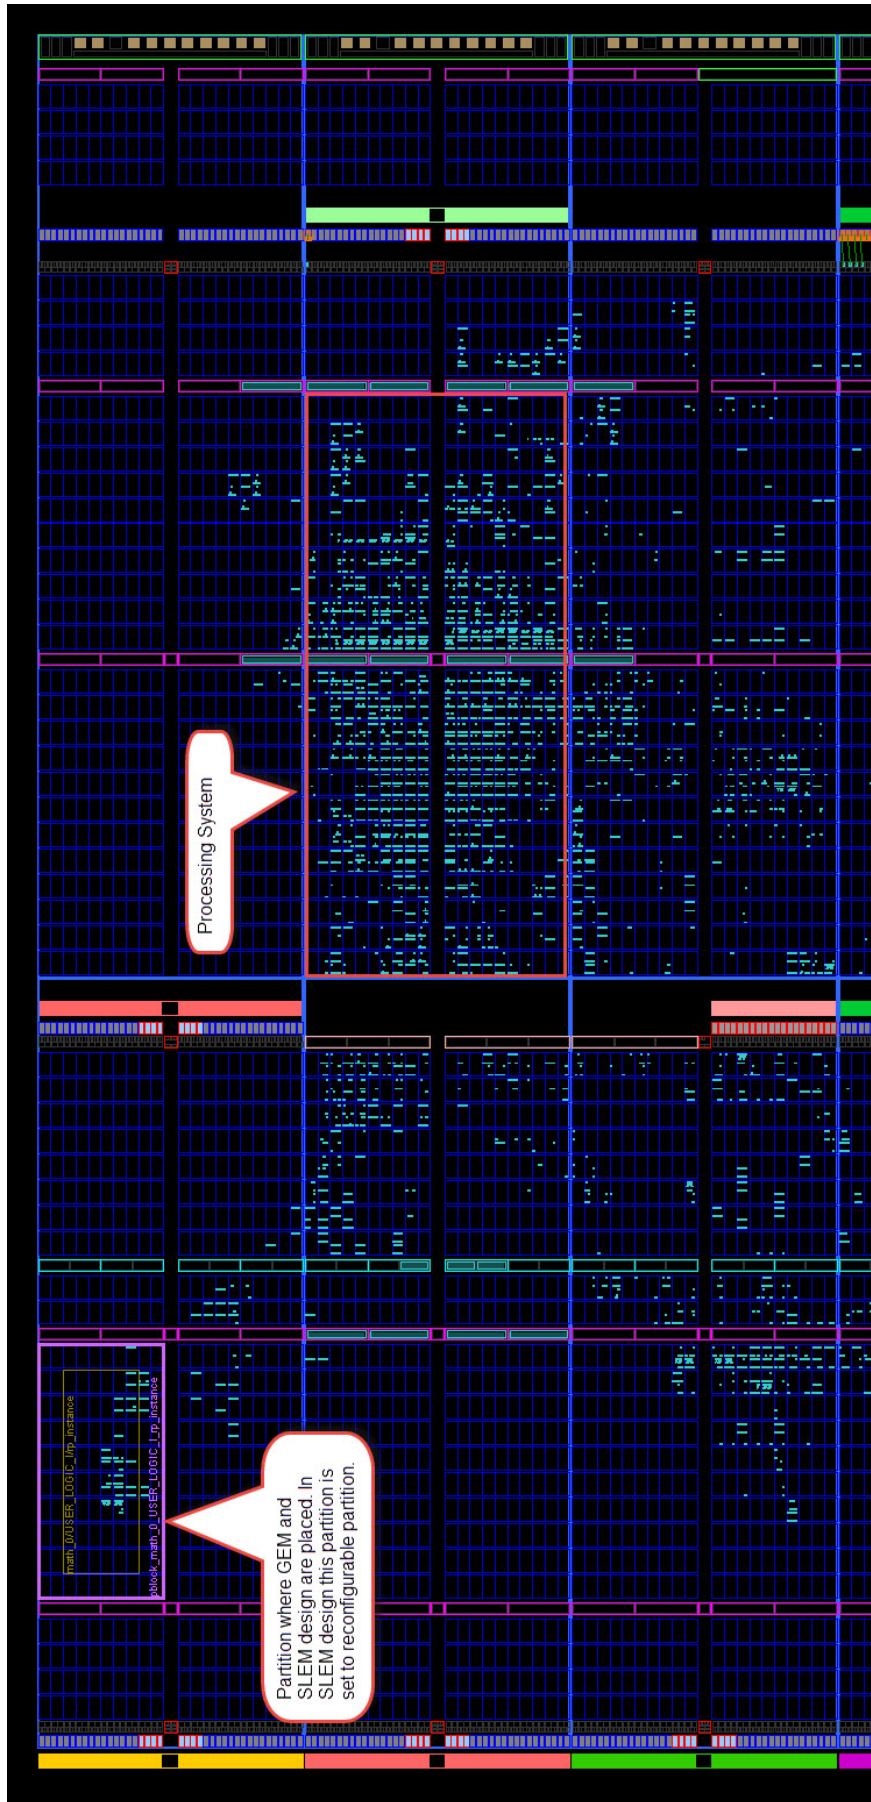 Processing System
math_0/USER_LOGIC_I/rp_instance
pblock_math_0_USER_LOGIC_I_rp_instance
Partition where GEM and
SLEM design are placed. In
SLEM design this partition is
set to reconfigurable partition.